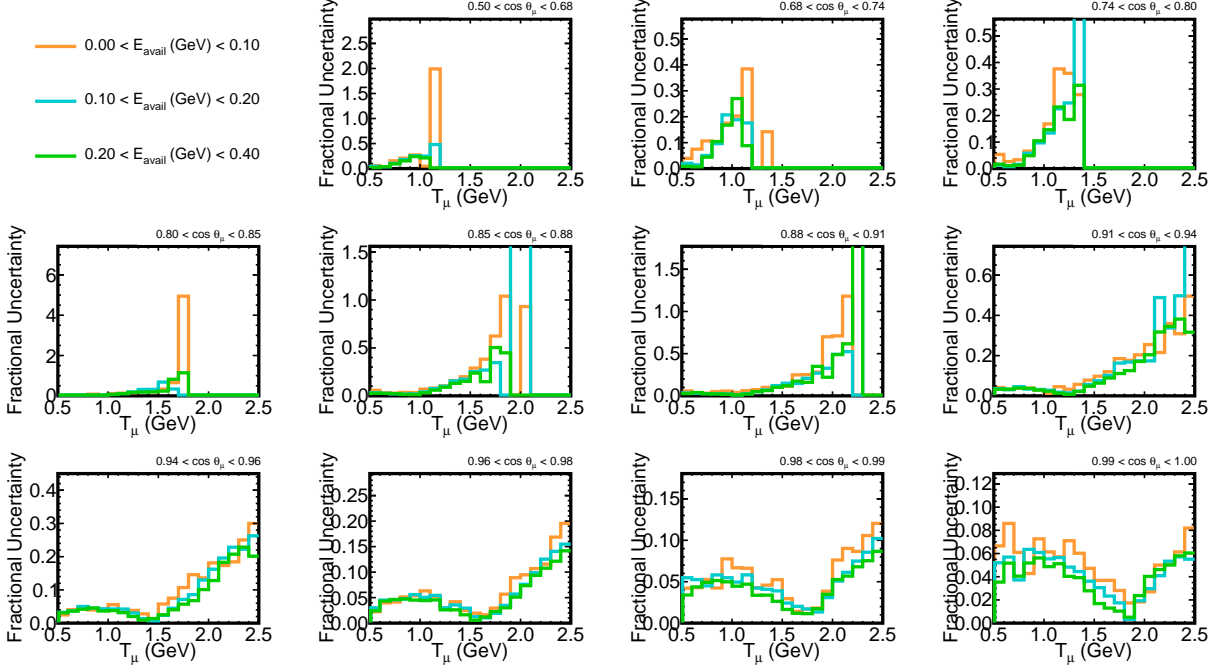 0.00 < E_avail (GeV) < 0.10
0.10 < E_avail (GeV) < 0.20
0.20 < E_avail (GeV) < 0.40
0.50 < cos θ_μ < 0.68
Fractional Uncertainty
2.5
2.0
1.5
1.0
0.5
0.0
0.5 1.0 1.5 2.0 2.5
T_μ (GeV)
0.68 < cos θ_μ < 0.74
Fractional Uncertainty
0.5
0.4
0.3
0.2
0.1
0.0
0.5 1.0 1.5 2.0 2.5
T_μ (GeV)
0.74 < cos θ_μ < 0.80
Fractional Uncertainty
0.5
0.4
0.3
0.2
0.1
0.0
0.5 1.0 1.5 2.0 2.5
T_μ (GeV)
0.80 < cos θ_μ < 0.85
Fractional Uncertainty
6
4
2
0
0.5 1.0 1.5 2.0 2.5
T_μ (GeV)
0.85 < cos θ_μ < 0.88
Fractional Uncertainty
1.5
1.0
0.5
0.0
0.5 1.0 1.5 2.0 2.5
T_μ (GeV)
0.88 < cos θ_μ < 0.91
Fractional Uncertainty
1.5
1.0
0.5
0.0
0.5 1.0 1.5 2.0 2.5
T_μ (GeV)
0.91 < cos θ_μ < 0.94
Fractional Uncertainty
0.6
0.4
0.2
0.0
0.5 1.0 1.5 2.0 2.5
T_μ (GeV)
0.94 < cos θ_μ < 0.96
Fractional Uncertainty
0.4
0.3
0.2
0.1
0.0
0.5 1.0 1.5 2.0 2.5
T_μ (GeV)
0.96 < cos θ_μ < 0.98
Fractional Uncertainty
0.25
0.20
0.15
0.10
0.05
0.00
0.5 1.0 1.5 2.0 2.5
T_μ (GeV)
0.98 < cos θ_μ < 0.99
Fractional Uncertainty
0.15
0.10
0.05
0.00
0.5 1.0 1.5 2.0 2.5
T_μ (GeV)
0.99 < cos θ_μ < 1.00
Fractional Uncertainty
0.12
0.10
0.08
0.06
0.04
0.02
0.00
0.5 1.0 1.5 2.0 2.5
T_μ (GeV)